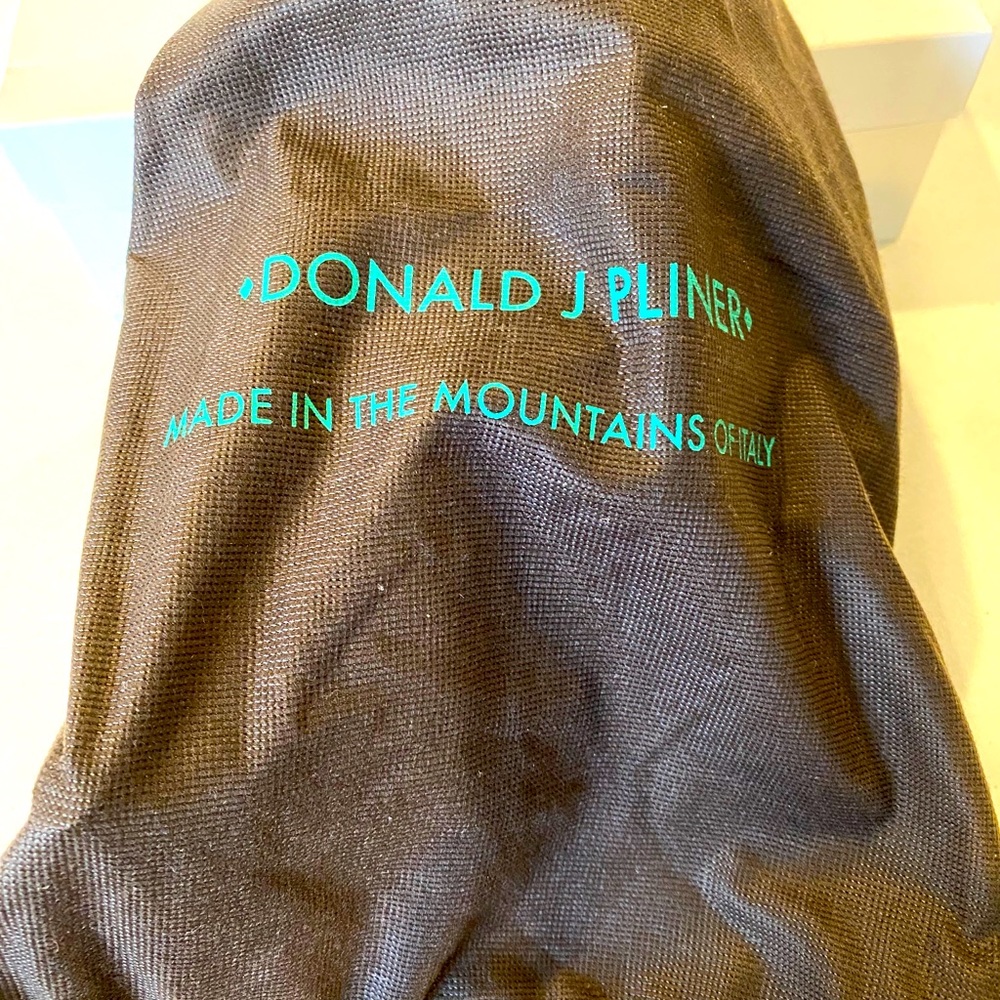 ♦DONALD J PLINER♦
MADE IN THE MOUNTAINS OF ITALY